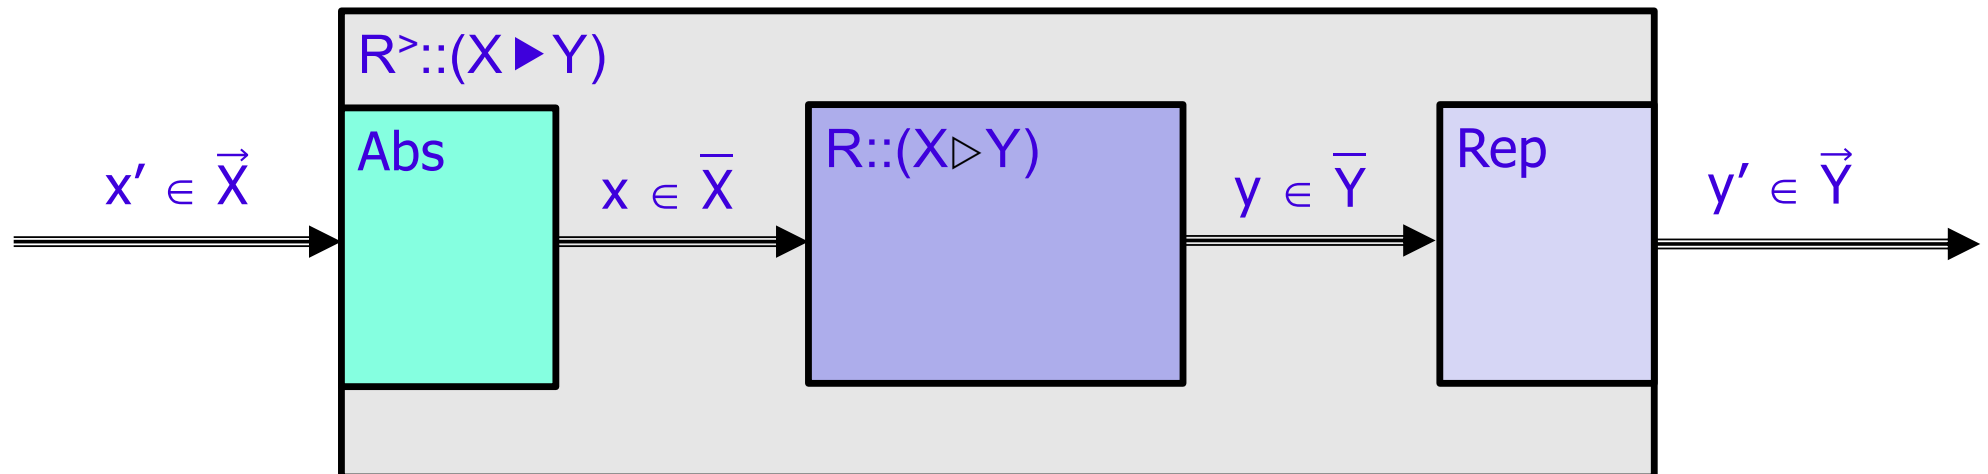 R^>::(X ▶ Y)
Abs
R::(X▷Y)
Rep
x′ ∈ X⃗
x ∈ X̅
y ∈ Y̅
y′ ∈ Y⃗